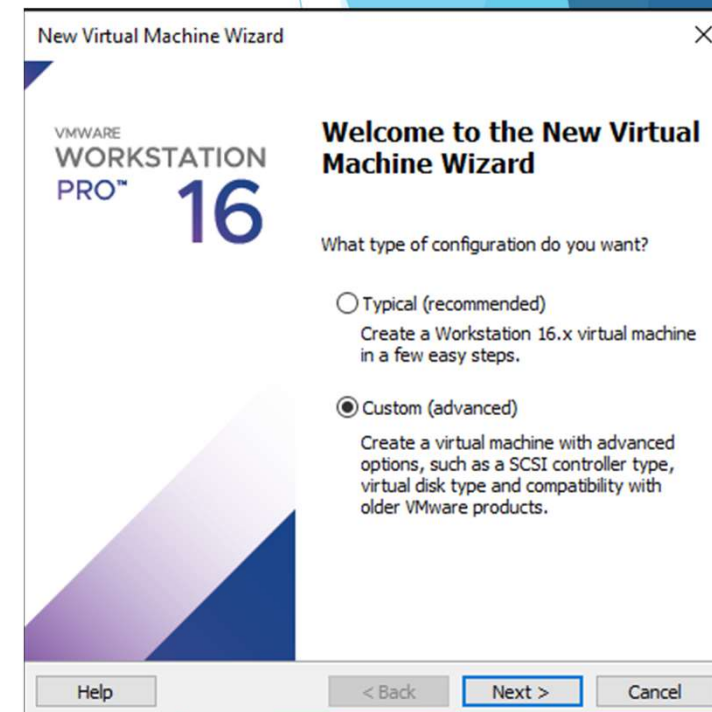 New Virtual Machine Wizard
VMWARE
WORKSTATION
PRO™ 16
Welcome to the New Virtual
Machine Wizard
What type of configuration do you want?
Typical (recommended)
Create a Workstation 16.x virtual machine
in a few easy steps.
Custom (advanced)
Create a virtual machine with advanced
options, such as a SCSI controller type,
virtual disk type and compatibility with
older VMware products.
Help
< Back
Next >
Cancel